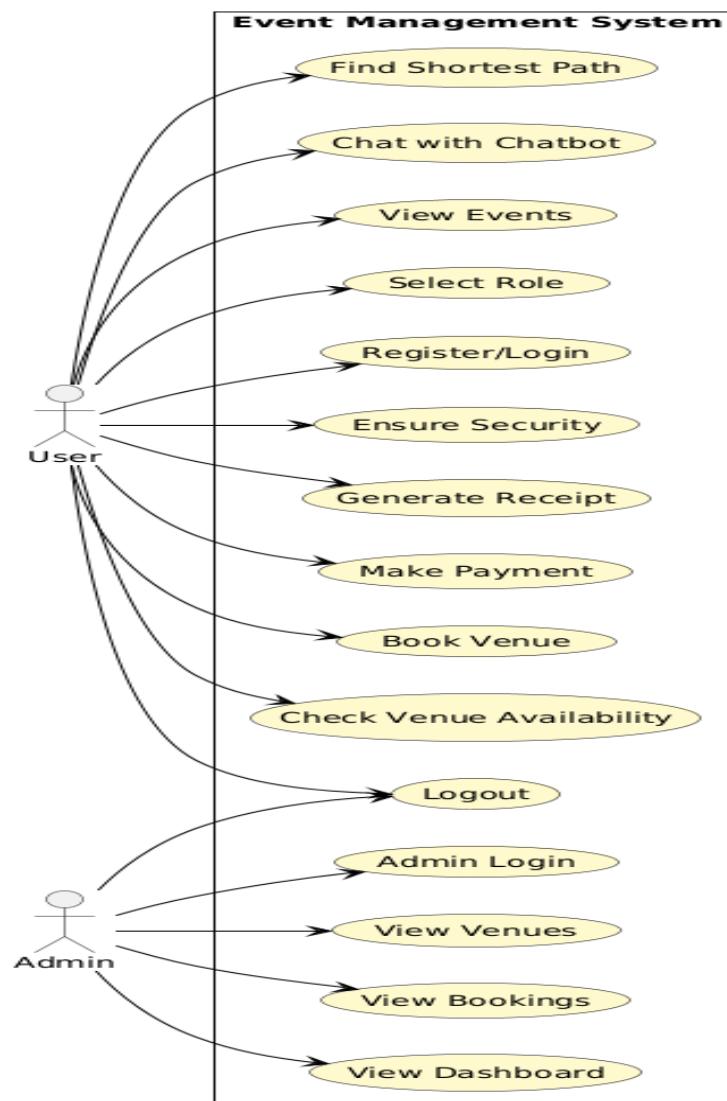 Event Management System
Find Shortest Path
Chat with Chatbot
View Events
Select Role
Register/Login
Ensure Security
User
Generate Receipt
Make Payment
Book Venue
Check Venue Availability
Logout
Admin Login
View Venues
Admin
View Bookings
View Dashboard